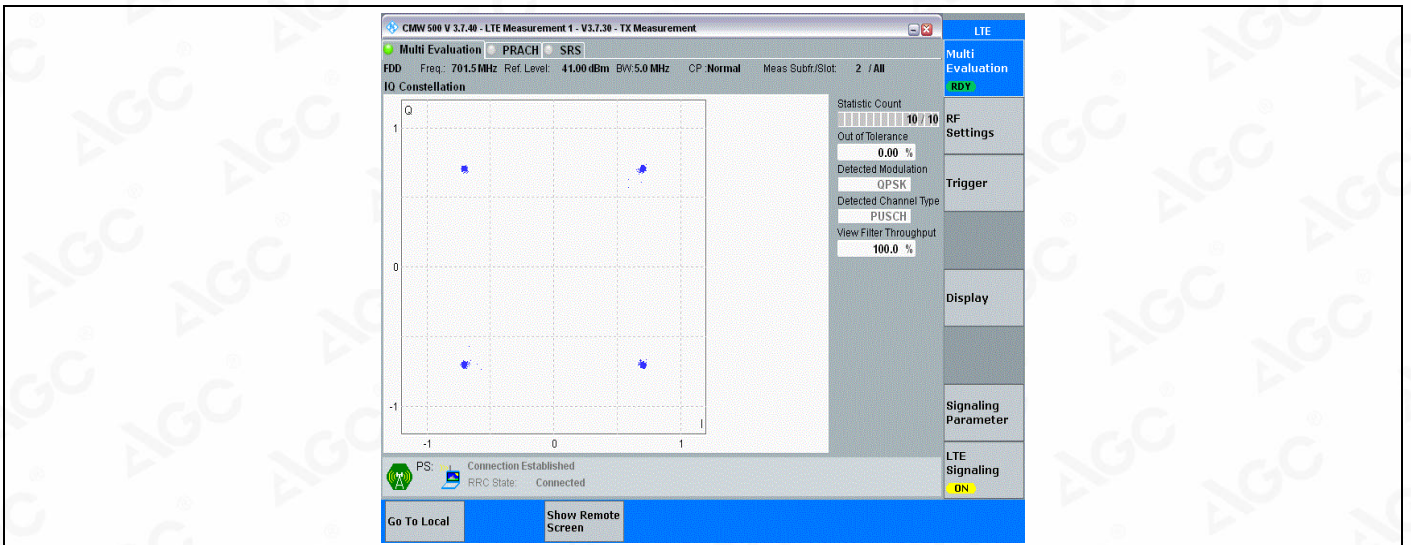 CMW 500 V 3.7.40 - LTE Measurement 1 - V3.7.30 - TX Measurement
LTE
Multi Evaluation PRACH SRS
Multi
Evaluation
RDY
FDD Freq.: 701.5 MHz Ref. Level: 41.00 dBm BW:5.0 MHz CP :Normal Meas Subfr./Slot: 2 / All
IQ Constellation
Q
1
0
-1
-1 0 1
I
Statistic Count
10 / 10
Out of Tolerance
0.00 %
Detected Modulation
QPSK
Detected Channel Type
PUSCH
View Filter Throughput
100.0 %
RF
Settings
Trigger
Display
Signaling
Parameter
LTE
Signaling
ON
PS: Connection Established
RRC State: Connected
Go To Local
Show Remote
Screen
AGC